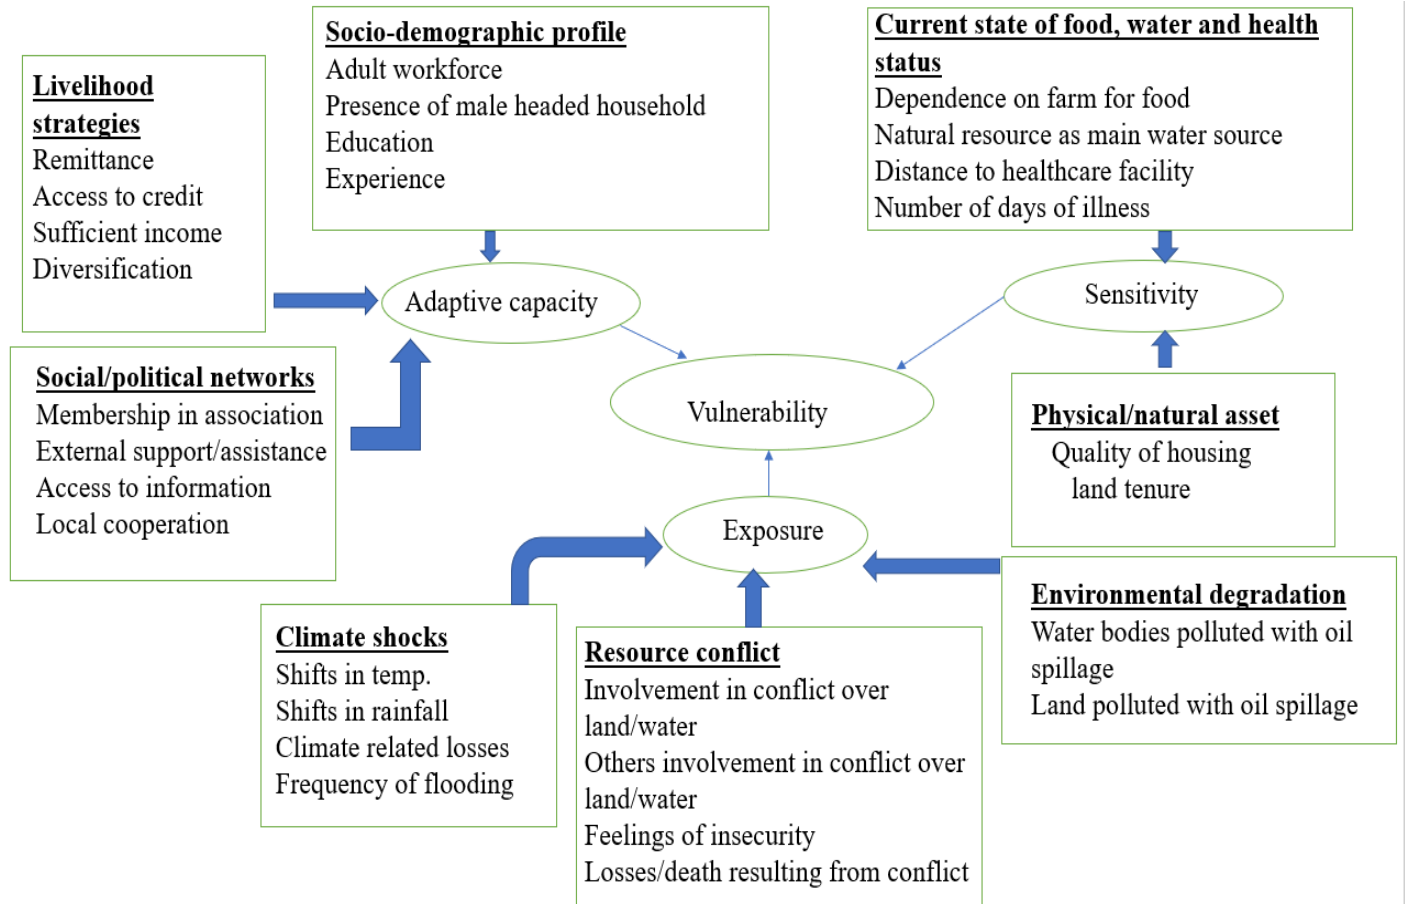 Socio-demographic profile
Adult workforce
Presence of male headed household
Education
Experience
Current state of food, water and health
status
Dependence on farm for food
Natural resource as main water source
Distance to healthcare facility
Number of days of illness
Livelihood
strategies
Remittance
Access to credit
Sufficient income
Diversification
Adaptive capacity
Sensitivity
Social/political networks
Membership in association
External support/assistance
Access to information
Local cooperation
Vulnerability
Physical/natural asset
Quality of housing
land tenure
Exposure
Climate shocks
Shifts in temp.
Shifts in rainfall
Climate related losses
Frequency of flooding
Resource conflict
Involvement in conflict over
land/water
Others involvement in conflict over
land/water
Feelings of insecurity
Losses/death resulting from conflict
Environmental degradation
Water bodies polluted with oil
spillage
Land polluted with oil spillage